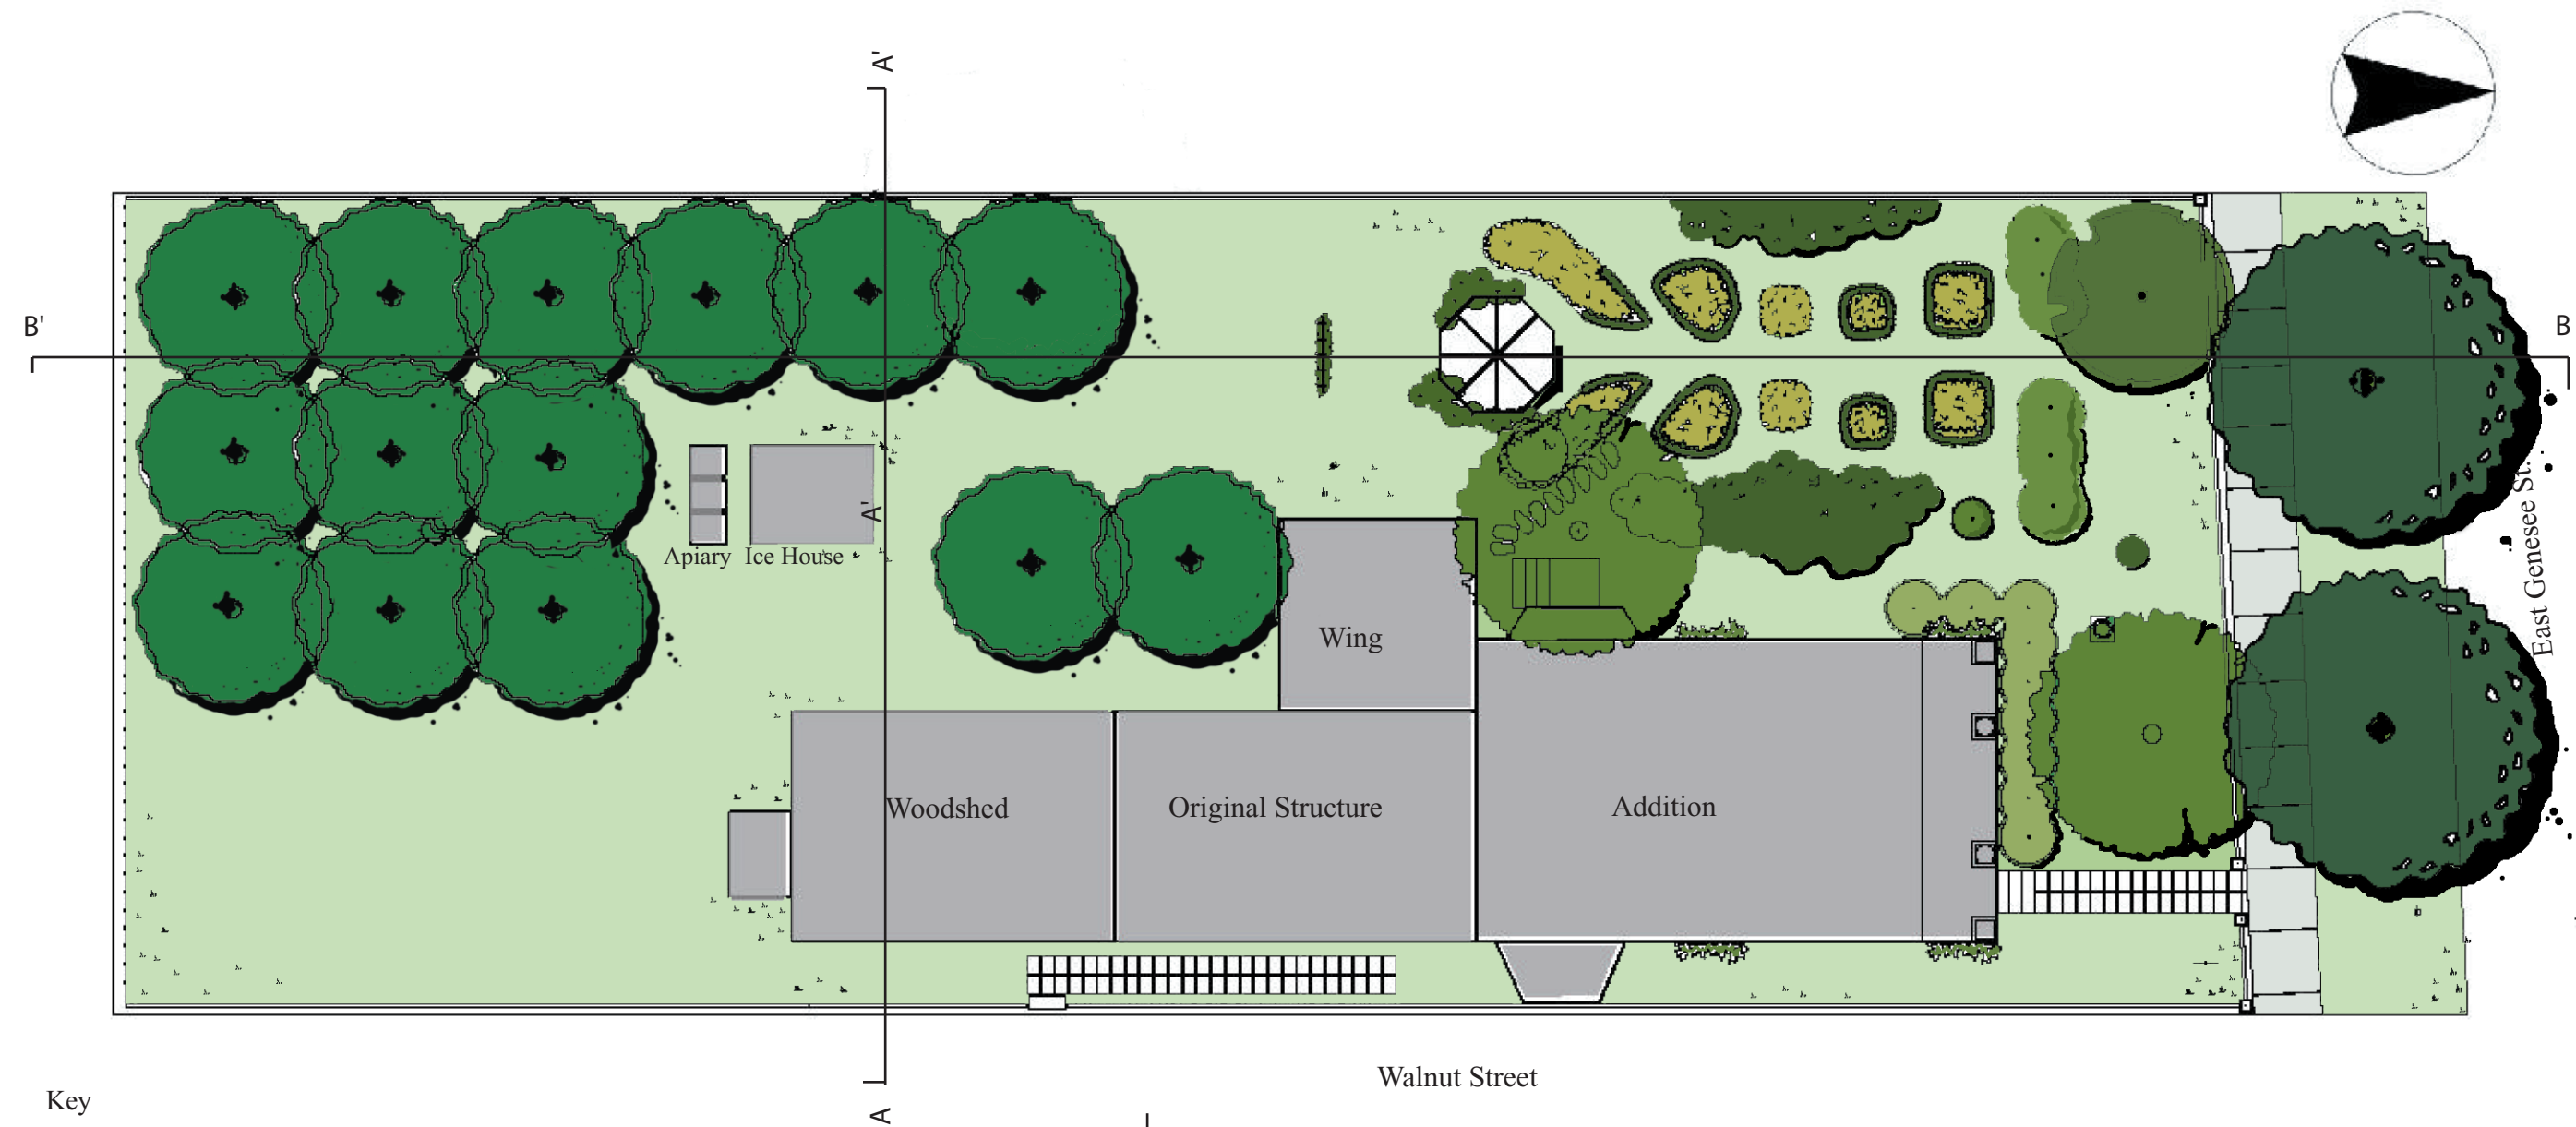 A'
B'
B
East Genesee St.
A'
Apiary
Ice House
Wing
Woodshed
Original Structure
Addition
Walnut Street
Key
A